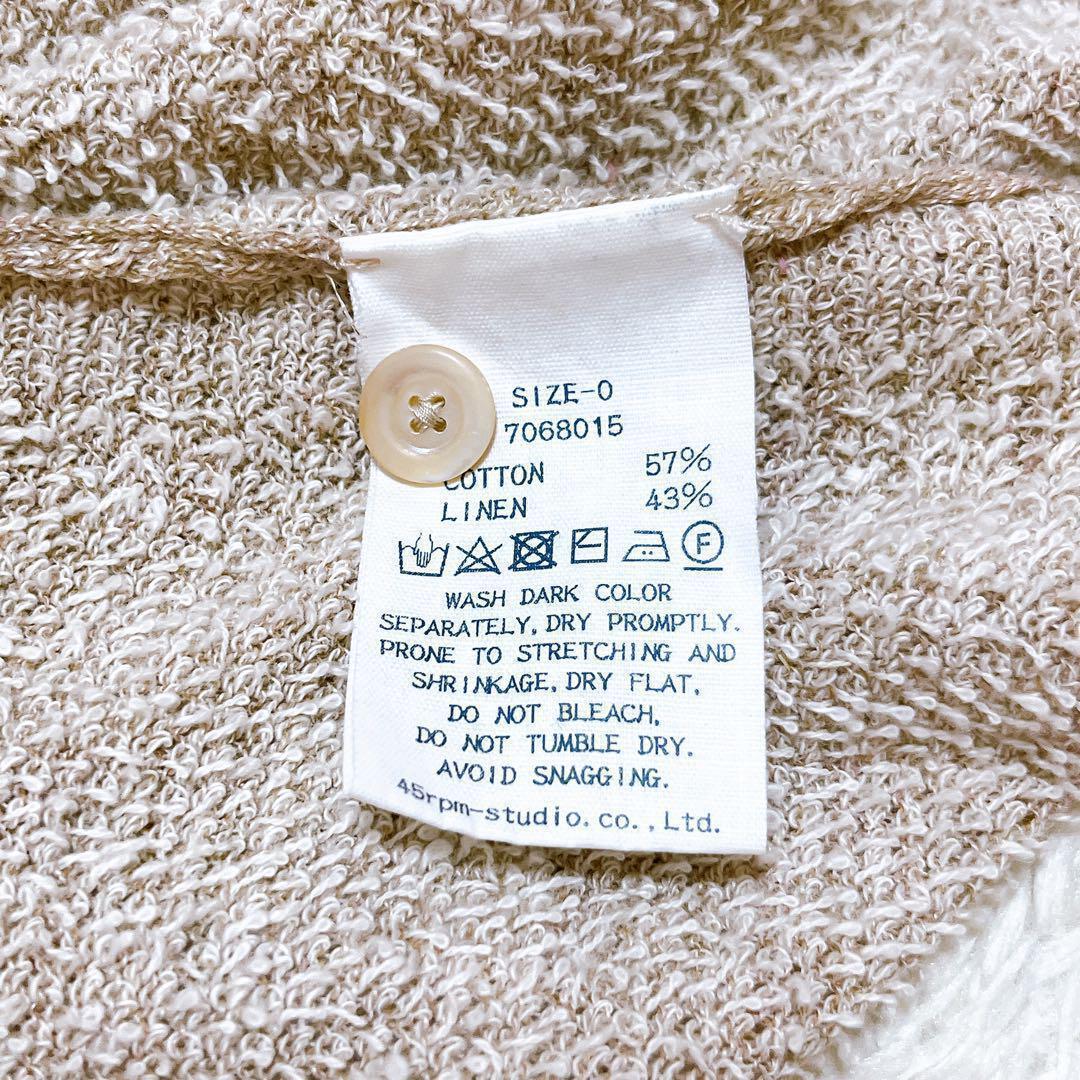 SIZE-0
7068015
COTTON 57%
LINEN 43%
F
WASH DARK COLOR
SEPARATELY, DRY PROMPTLY.
PRONE TO STRETCHING AND
SHRINKAGE, DRY FLAT,
DO NOT BLEACH,
DO NOT TUMBLE DRY.
AVOID SNAGGING.
45rpm-studio.co.,Ltd.